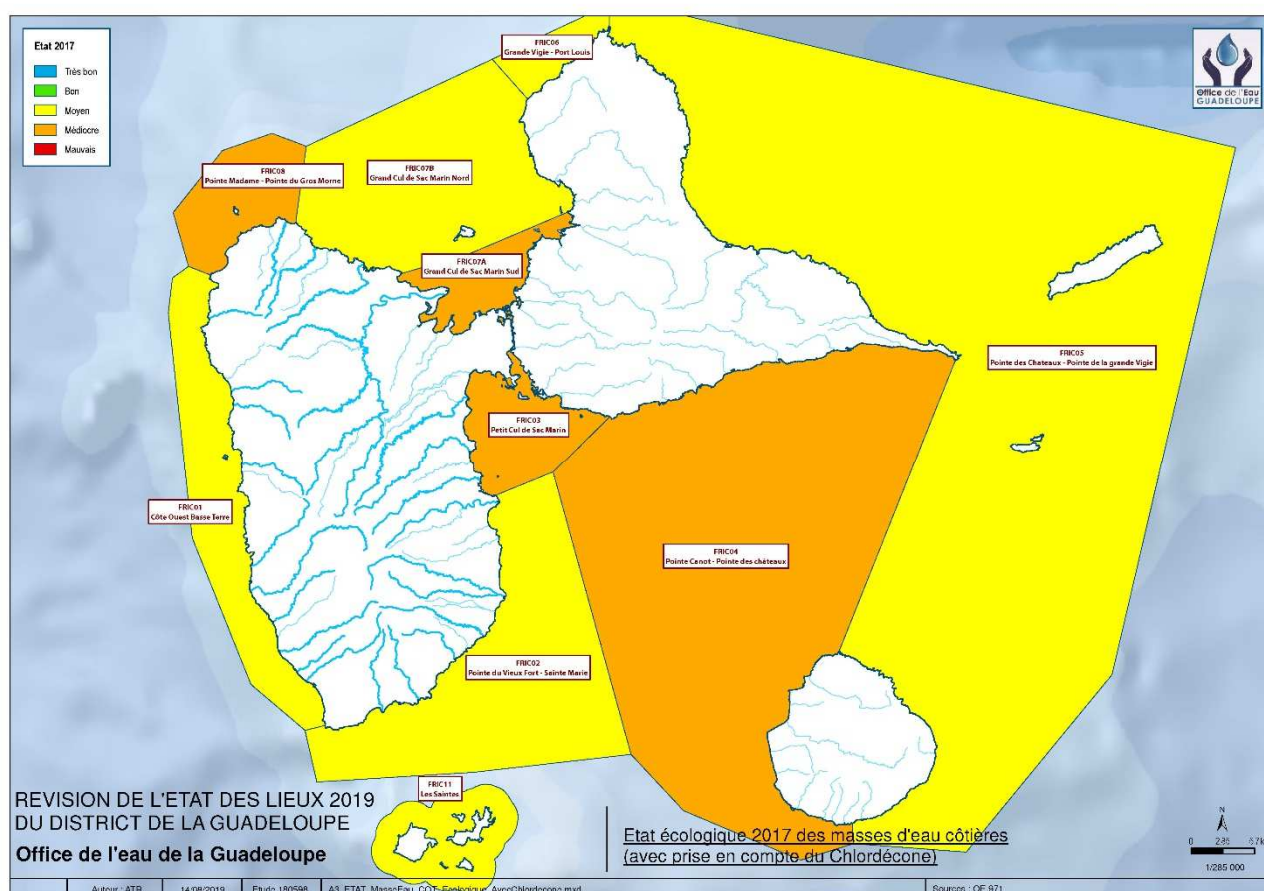 Etat 2017
Très bon
Bon
Moyen
Médiocre
Mauvais
FRIC06
Grande Vigie - Port Louis
Office de l'Eau
GUADELOUPE
FRIC08
Pointe Madame - Pointe du Gros Morne
FRIC07B
Grand Cul de Sac Marin Nord
FRIC07A
Grand Cul de Sac Marin Sud
FRIC05
Pointe des Chateaux - Pointe de la grande Vigie
FRIC03
Petit Cul de Sac Marin
FRIC01
Côte Ouest Basse Terre
FRIC04
Pointe Canot - Pointe des châteaux
FRIC02
Pointe du Vieux Fort - Sainte Marie
FRIC11
Les Saintes
REVISION DE L'ETAT DES LIEUX 2019
DU DISTRICT DE LA GUADELOUPE
Office de l'eau de la Guadeloupe
Etat écologique 2017 des masses d'eau côtières
(avec prise en compte du Chlordécone)
N
0
1/285 000
Auteur : ATR
14/08/2019
Etude 180598
A3_ETAT_MasseEau_COT_Ecologique_AvecChlordecone.mxd
Sources : OE 971